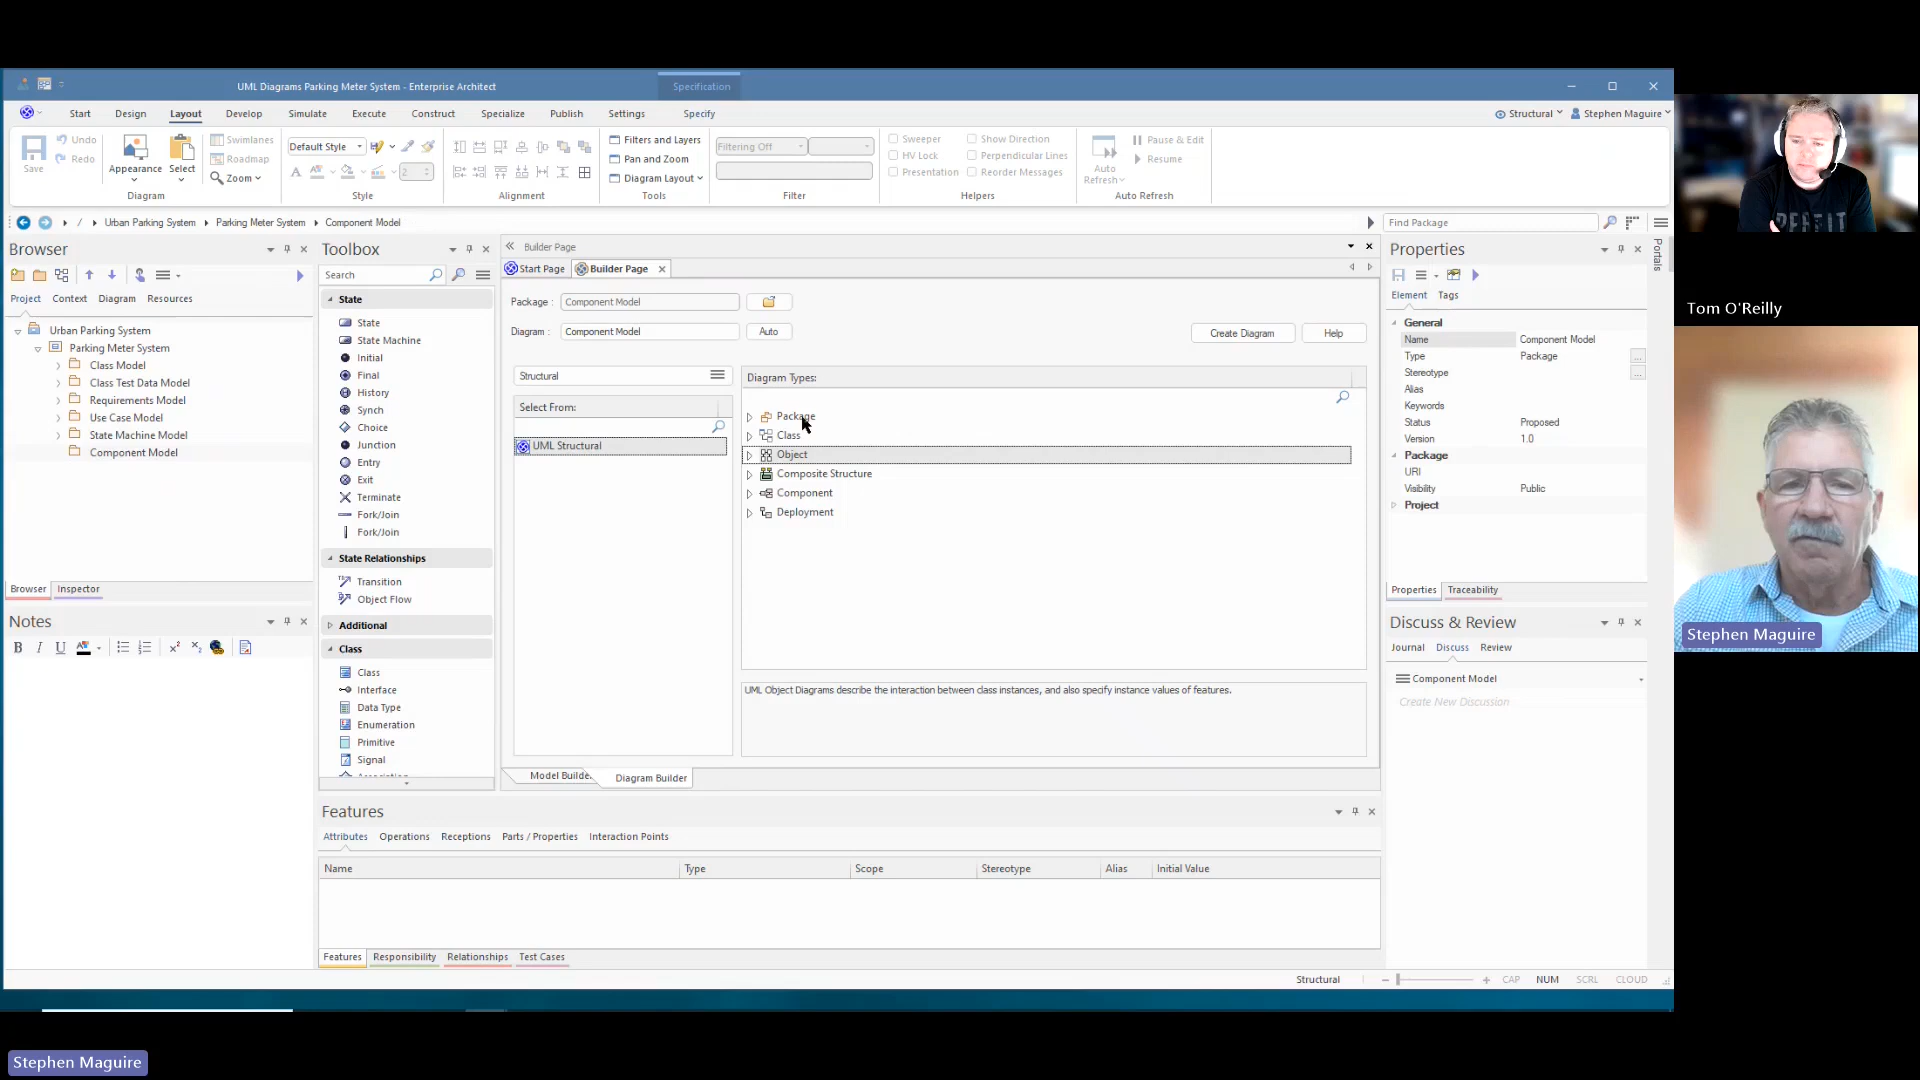 UML Diagrams Parking Meter System - Enterprise Architect
Specification
Start
Design
Layout
Develop
Simulate
Execute
Construct
Specialize
Publish
Settings
Specify
Structural
Stephen Maguire
Save
Undo
Redo
Appearance
Select
Swimlanes
Roadmap
Zoom
Diagram
Default Style
A
2
Style
Alignment
Filters and Layers
Pan and Zoom
Diagram Layout
Tools
Filtering Off
Filter
Sweeper
HV Lock
Presentation
Show Direction
Perpendicular Lines
Reorder Messages
Helpers
Auto
Refresh
Pause & Edit
Resume
Auto Refresh
/
Urban Parking System
Parking Meter System
Component Model
Find Package
Portals
Browser
Project
Context
Diagram
Resources
Urban Parking System
Parking Meter System
Class Model
Class Test Data Model
Requirements Model
Use Case Model
State Machine Model
Component Model
Browser
Inspector
Notes
B I U
Toolbox
Search
State
State
State Machine
Initial
Final
History
Synch
Choice
Junction
Entry
Exit
Terminate
Fork/Join
Fork/Join
State Relationships
Transition
Object Flow
Additional
Class
Class
Interface
Data Type
Enumeration
Primitive
Signal
Builder Page
Start Page
Builder Page
Package :
Component Model
Diagram :
Component Model
Auto
Create Diagram
Help
Structural
Select From:
UML Structural
Diagram Types:
Package
Class
Object
Composite Structure
Component
Deployment
UML Object Diagrams describe the interaction between class instances, and also specify instance values of features.
Model Builde
Diagram Builder
Features
Attributes
Operations
Receptions
Parts / Properties
Interaction Points
Name
Type
Scope
Stereotype
Alias
Initial Value
Features
Responsibility
Relationships
Test Cases
Properties
Element
Tags
General
Name
Component Model
Type
Package
Stereotype
Alias
Keywords
Status
Proposed
Version
1.0
Package
URI
Visibility
Public
Project
Properties
Traceability
Discuss & Review
Journal
Discuss
Review
Component Model
Create New Discussion
Structural
CAP
NUM
SCRL
CLOUD
Tom O'Reilly
Stephen Maguire
Stephen Maguire